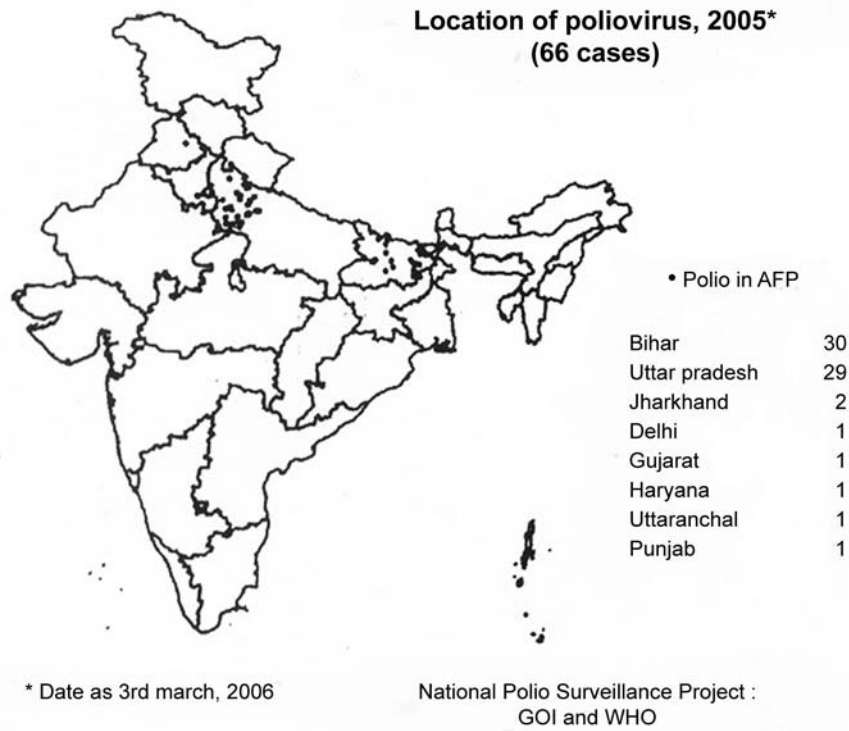 Location of poliovirus, 2005*
(66 cases)
• Polio in AFP
Bihar 30
Uttar pradesh 29
Jharkhand 2
Delhi 1
Gujarat 1
Haryana 1
Uttaranchal 1
Punjab 1
* Date as 3rd march, 2006
National Polio Surveillance Project :
GOI and WHO